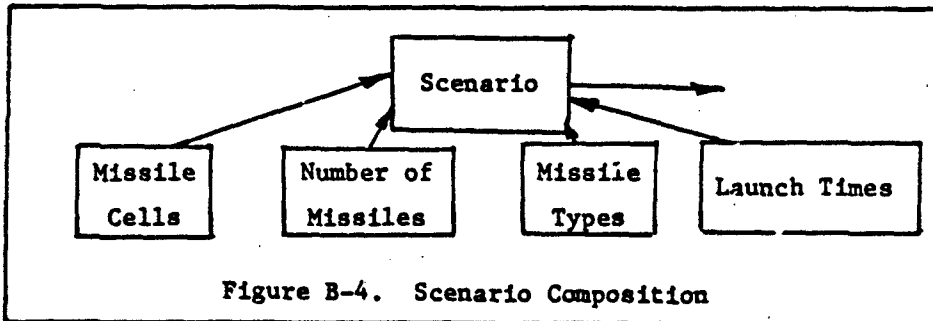 Scenario
Missile
Cells
Number of
Missiles
Missile
Types
Launch Times
Figure B-4. Scenario Composition